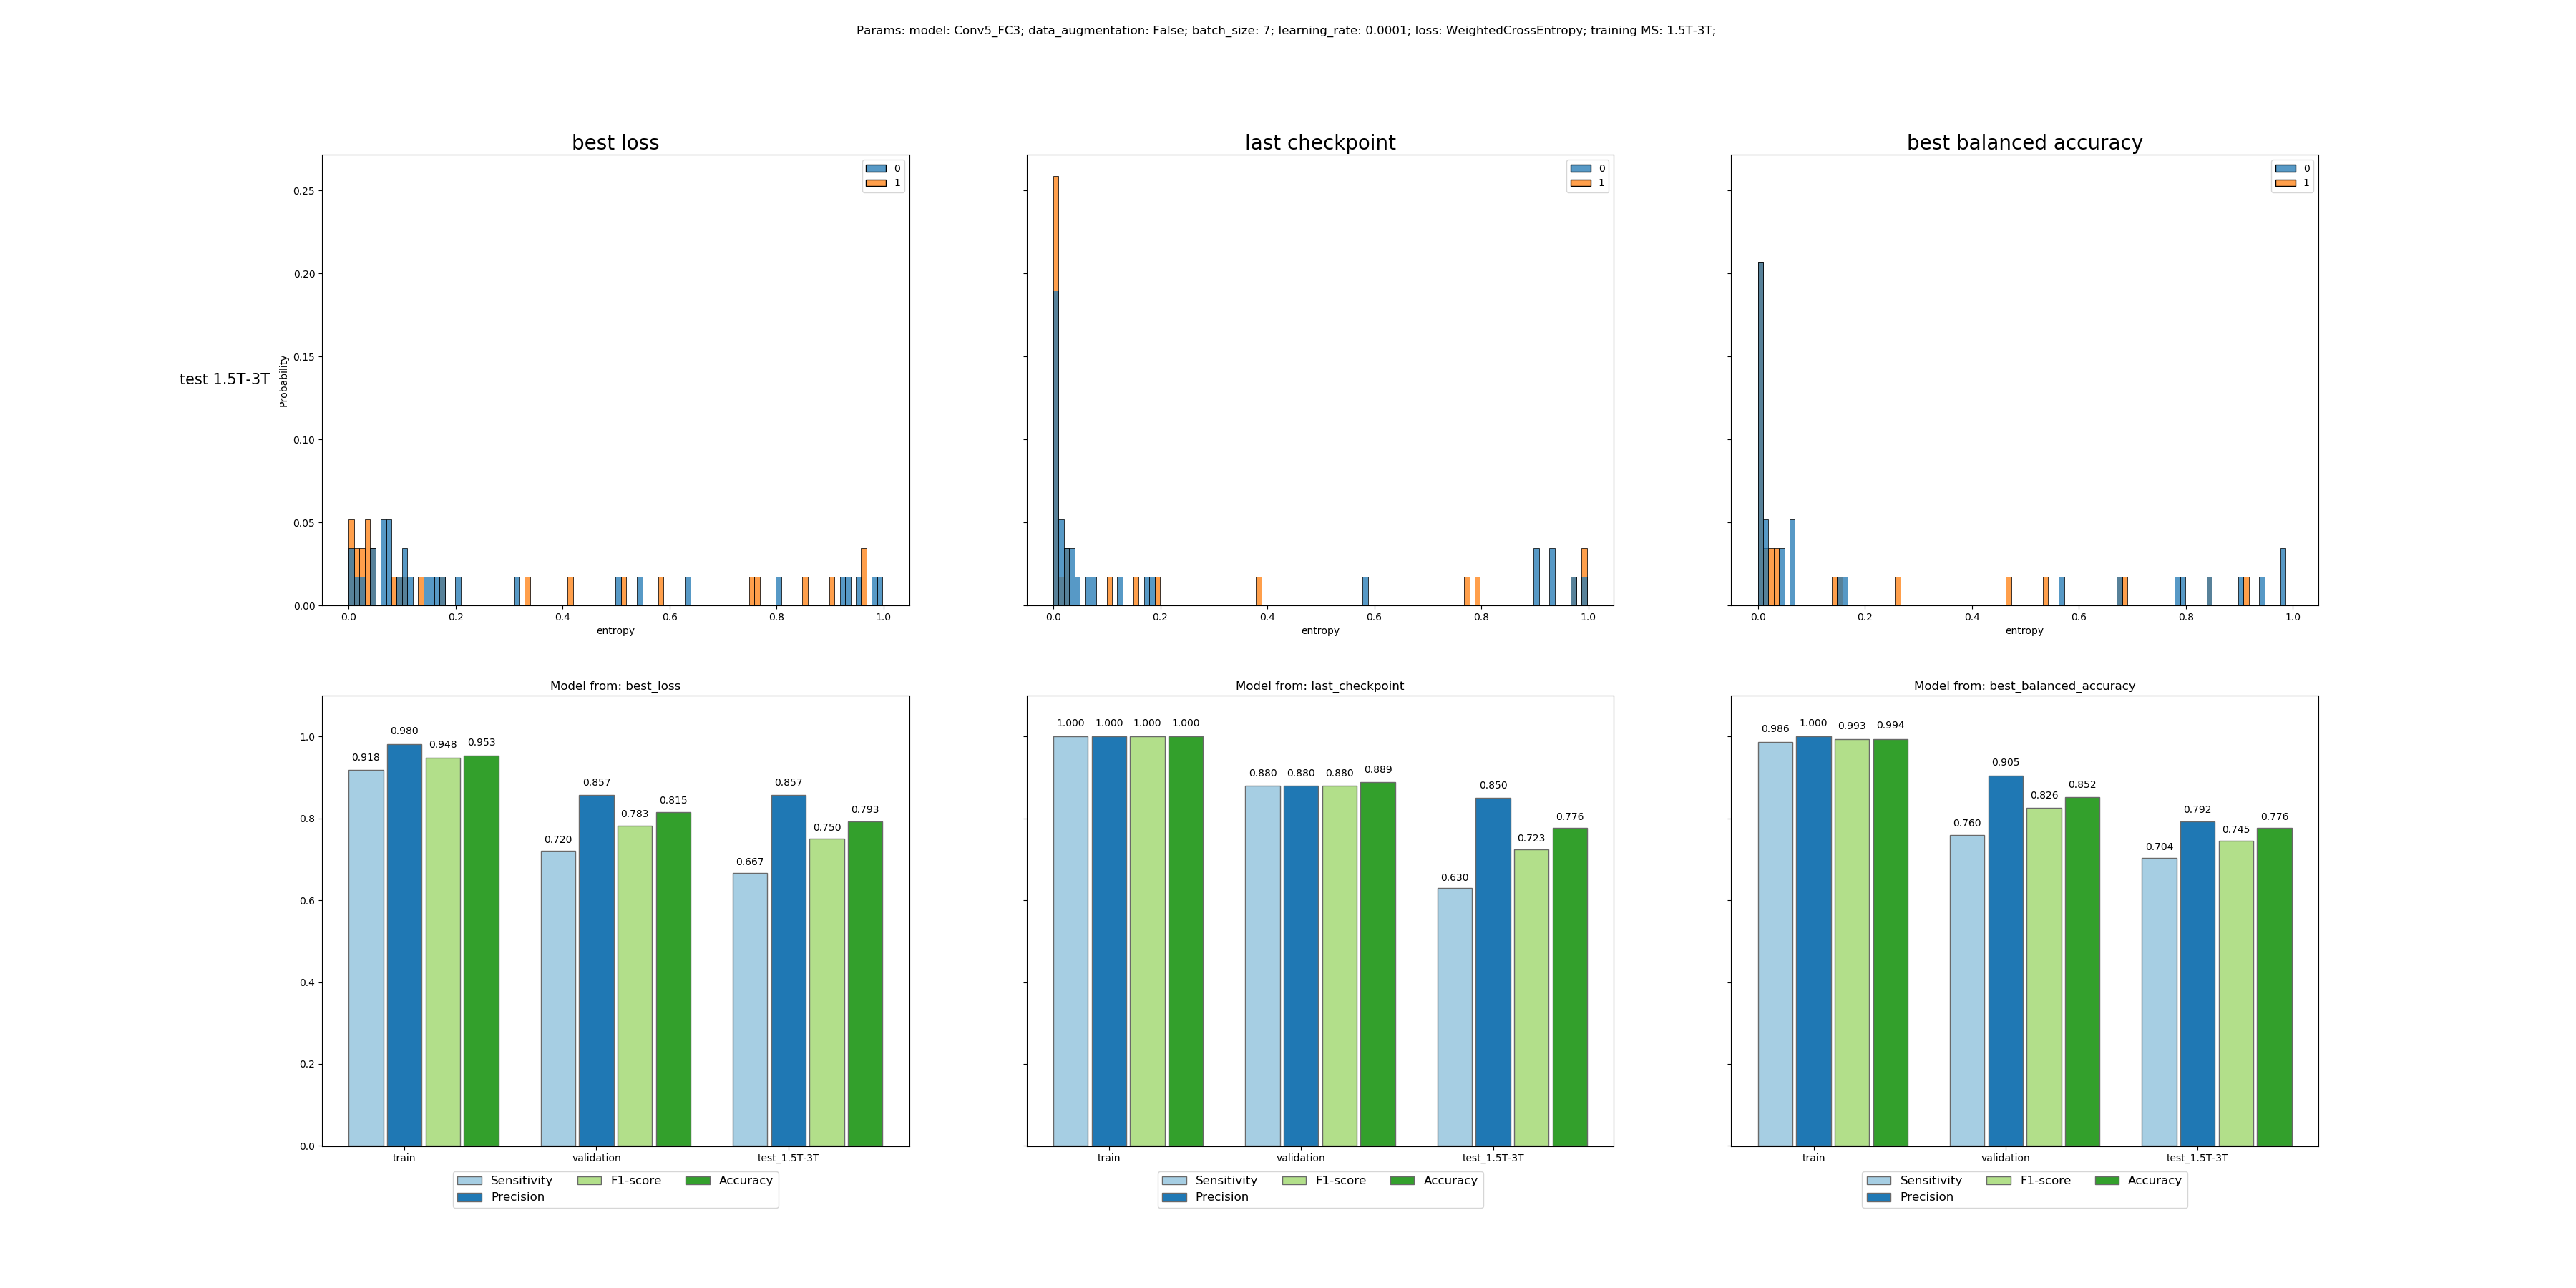 Params: model: Conv5_FC3; data_augmentation: False; batch_size: 7; learning_rate: 0.0001; loss: WeightedCrossEntropy; training MS: 1.5T-3T;
best loss
0
1
0.25
0.20
0.15
0.10
0.05
0.00
test 1.5T-3T
Probability
0.0 0.2 0.4 0.6 0.8 1.0
entropy
last checkpoint
0
1
0.0 0.2 0.4 0.6 0.8 1.0
entropy
best balanced accuracy
0
1
0.0 0.2 0.4 0.6 0.8 1.0
entropy
Model from: best_loss
1.0
0.8
0.6
0.4
0.2
0.0
0.918 0.980 0.948 0.953
0.720 0.857 0.783 0.815
0.667 0.857 0.750 0.793
train validation test_1.5T-3T
Sensitivity F1-score Accuracy
Precision
Model from: last_checkpoint
1.000 1.000 1.000 1.000
0.880 0.880 0.880 0.889
0.630 0.850 0.723 0.776
train validation test_1.5T-3T
Sensitivity F1-score Accuracy
Precision
Model from: best_balanced_accuracy
0.986 1.000 0.993 0.994
0.760 0.905 0.826 0.852
0.704 0.792 0.745 0.776
train validation test_1.5T-3T
Sensitivity F1-score Accuracy
Precision